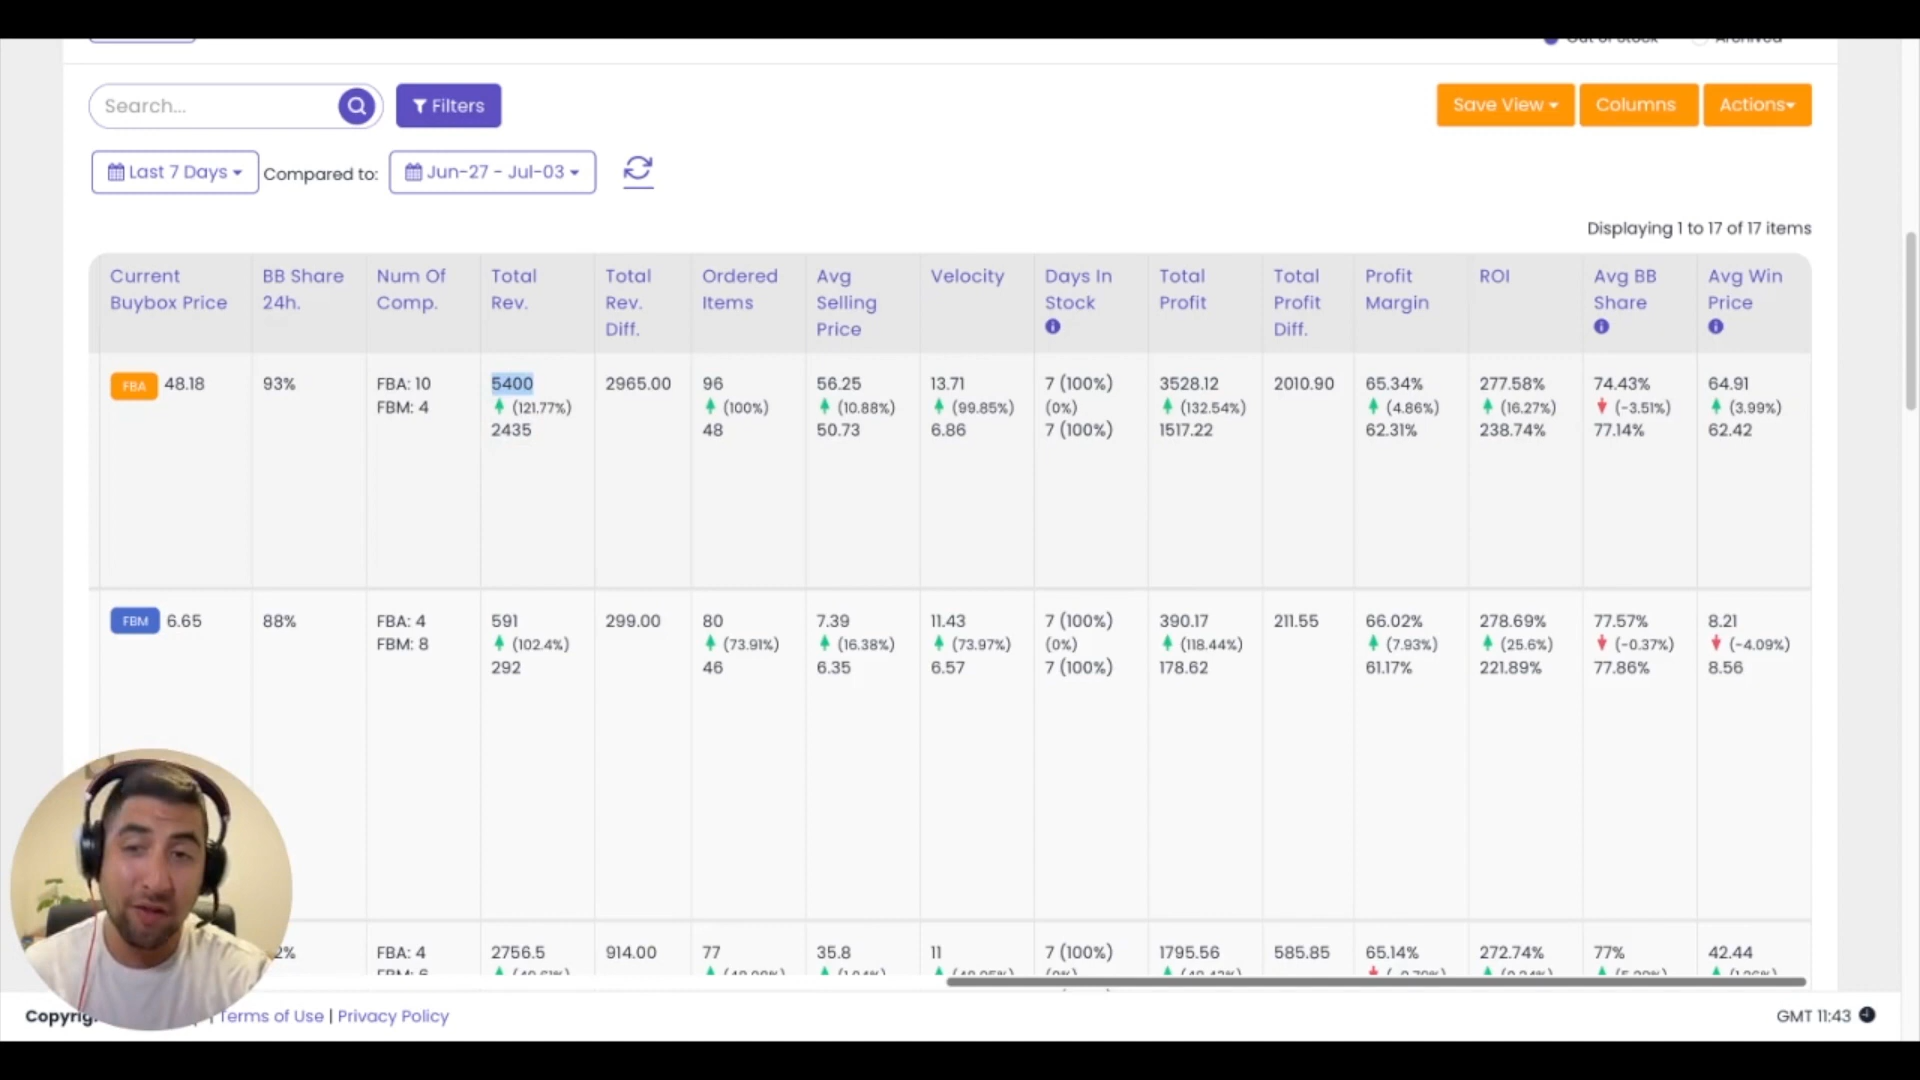 Out of Stock Archived
Search... Filters Save View Columns Actions
Last 7 Days Compared to: Jun-27 - Jul-03
Displaying 1 to 17 of 17 items
Current Buybox Price
BB Share 24h.
Num Of Comp.
Total Rev.
Total Rev. Diff.
Ordered Items
Avg Selling Price
Velocity
Days In Stock
Total Profit
Total Profit Diff.
Profit Margin
ROI
Avg BB Share
Avg Win Price
FBA 48.18 93% FBA: 10 5400 2965.00 96 56.25 13.71 7 (100%) 3528.12 2010.90 65.34% 277.58% 74.43% 64.91
FBM: 4 (121.77%) (100%) (10.88%) (99.85%) (0%) (132.54%) (4.86%) (16.27%) (-3.51%) (3.99%)
2435 48 50.73 6.86 7 (100%) 1517.22 62.31% 238.74% 77.14% 62.42
FBM 6.65 88% FBA: 4 591 299.00 80 7.39 11.43 7 (100%) 390.17 211.55 66.02% 278.69% 77.57% 8.21
FBM: 8 (102.4%) (73.91%) (16.38%) (73.97%) (0%) (118.44%) (7.93%) (25.6%) (-0.37%) (-4.09%)
292 46 6.35 6.57 7 (100%) 178.62 61.17% 221.89% 77.86% 8.56
2% FBA: 4 2756.5 914.00 77 35.8 11 7 (100%) 1795.56 585.85 65.14% 272.74% 77% 42.44
Terms of Use | Privacy Policy GMT 11:43